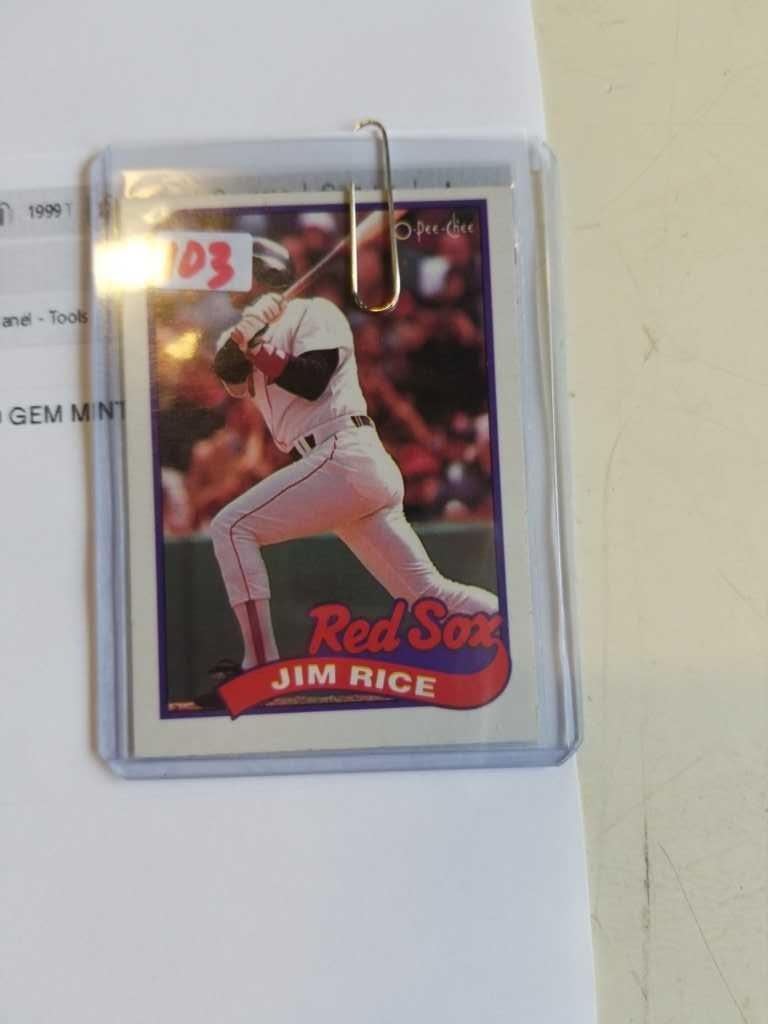 1999
O-Pee-Chee
103
anel - Tools
GEM MINT
Red Sox
JIM RICE